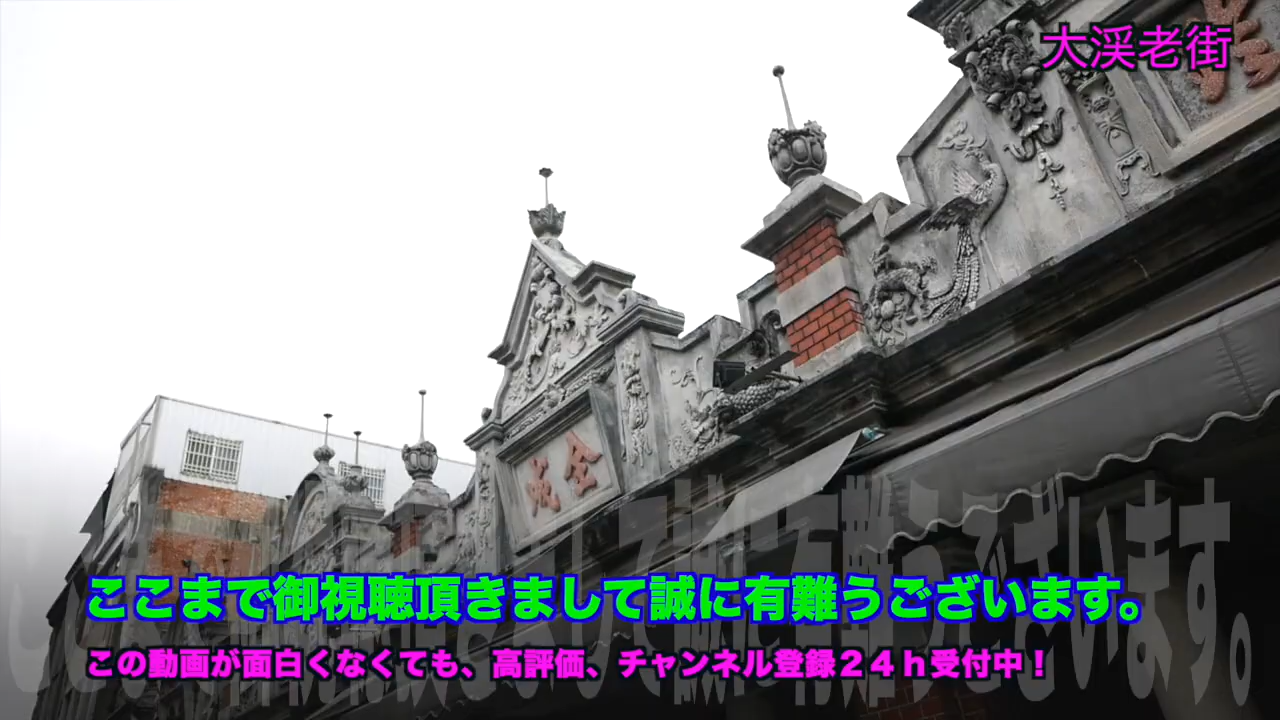 大渓老街
全成
ここまで御視聴頂きまして誠に有難うございます。
この動画が面白くなくても、高評価、チャンネル登録２４ｈ受付中！